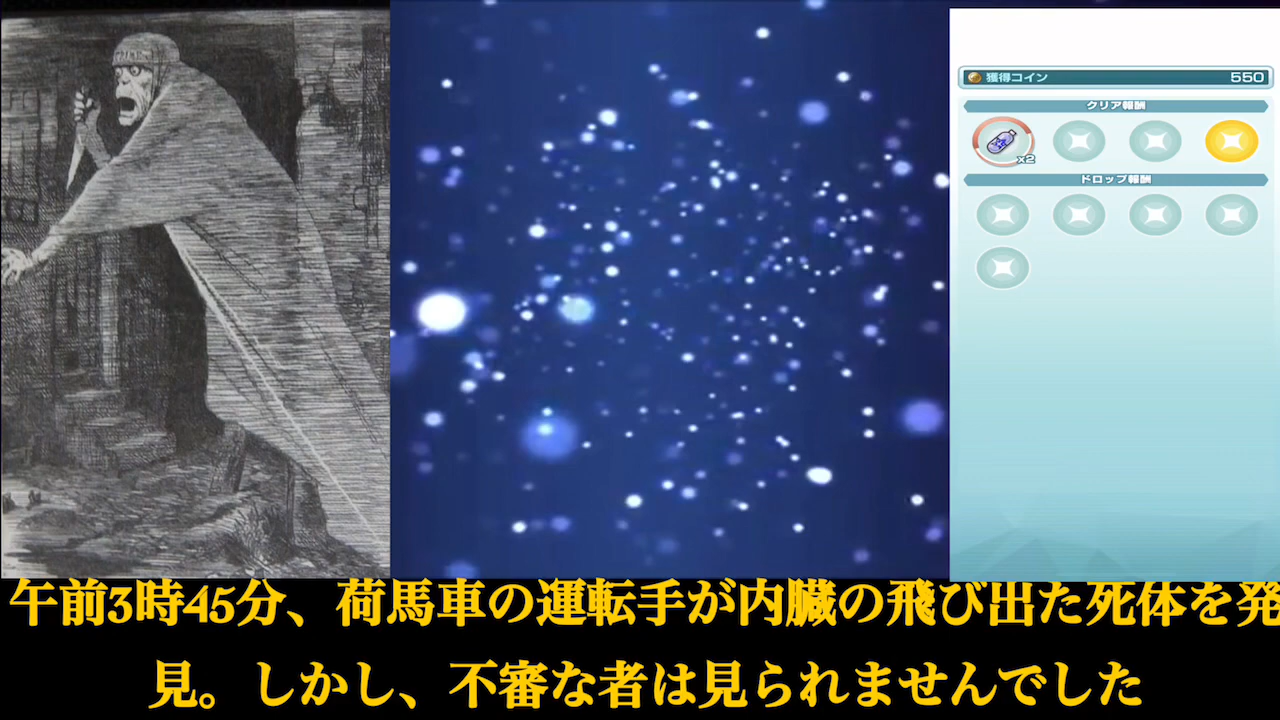 獲得コイン 550
クリア報酬
x2
ドロップ報酬
午前3時45分、荷馬車の運転手が内臓の飛び出た死体を発
見。しかし、不審な者は見られませんでした